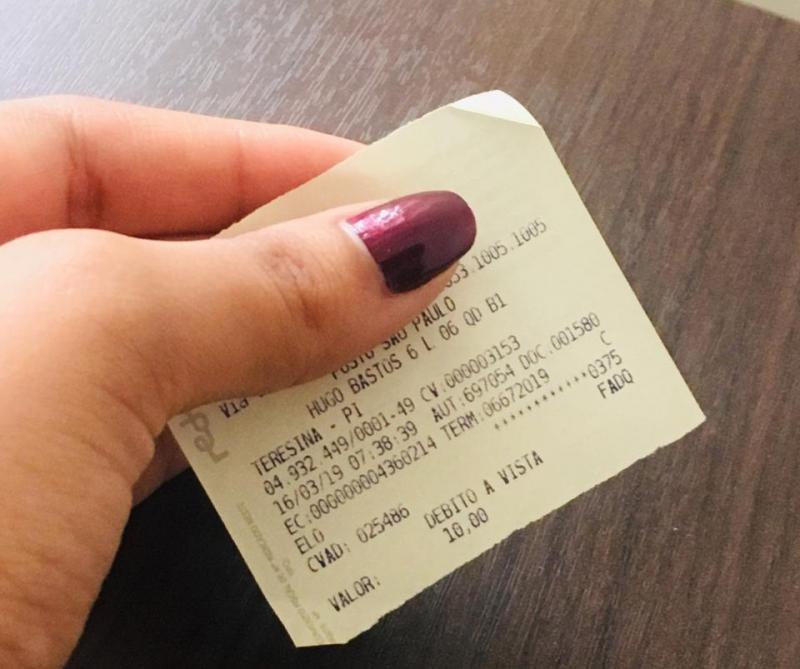 53.1005.1005
POSTO SAO PAULO
HUGO BASTOS 6 L 06 QD B1
Via
TERESINA - PI
04.932.449/0001-49 CV:000003153
16/03/19 07:38:39 AUT:697054 DOC.001580
EC:000000004360214 TERM:06672019 C
ELO ************0375
CVAD: 025486 FADQ
DEBITO A VISTA
VALOR: 10,00